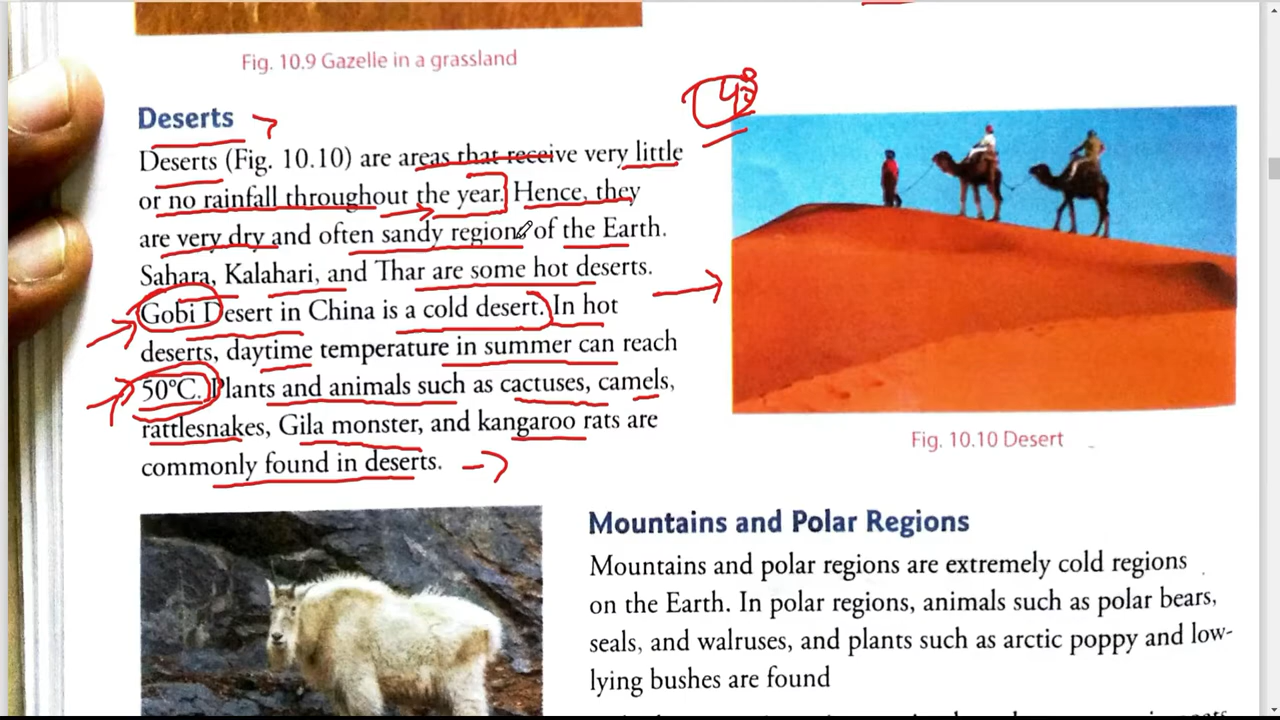 Fig. 10.9 Gazelle in a grassland
Deserts
Deserts (Fig. 10.10) are areas that receive very little
or no rainfall throughout the year. Hence, they
are very dry and often sandy region of the Earth.
Sahara, Kalahari, and Thar are some hot deserts.
Gobi Desert in China is a cold desert. In hot
deserts, daytime temperature in summer can reach
50°C. Plants and animals such as cactuses, camels,
rattlesnakes, Gila monster, and kangaroo rats are
commonly found in deserts.
Fig. 10.10 Desert
Mountains and Polar Regions
Mountains and polar regions are extremely cold regions
on the Earth. In polar regions, animals such as polar bears,
seals, and walruses, and plants such as arctic poppy and low-
lying bushes are found